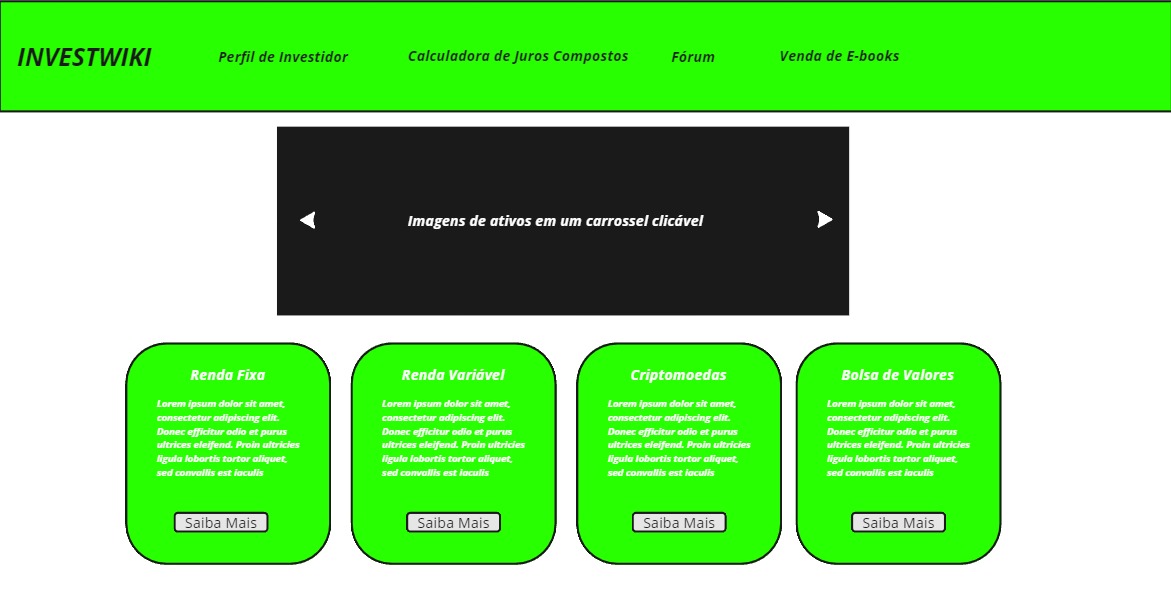 INVESTWIKI
Perfil de Investidor
Calculadora de Juros Compostos
Fórum
Venda de E-books
Imagens de ativos em um carrossel clicável
Renda Fixa
Lorem ipsum dolor sit amet,
consectetur adipiscing elit.
Donec efficitur odio et purus
ultrices eleifend. Proin ultricies
ligula lobortis tortor aliquet,
sed convallis est iaculis
Saiba Mais
Renda Variável
Lorem ipsum dolor sit amet,
consectetur adipiscing elit.
Donec efficitur odio et purus
ultrices eleifend. Proin ultricies
ligula lobortis tortor aliquet,
sed convallis est iaculis
Saiba Mais
Criptomoedas
Lorem ipsum dolor sit amet,
consectetur adipiscing elit.
Donec efficitur odio et purus
ultrices eleifend. Proin ultricies
ligula lobortis tortor aliquet,
sed convallis est iaculis
Saiba Mais
Bolsa de Valores
Lorem ipsum dolor sit amet,
consectetur adipiscing elit.
Donec efficitur odio et purus
ultrices eleifend. Proin ultricies
ligula lobortis tortor aliquet,
sed convallis est iaculis
Saiba Mais